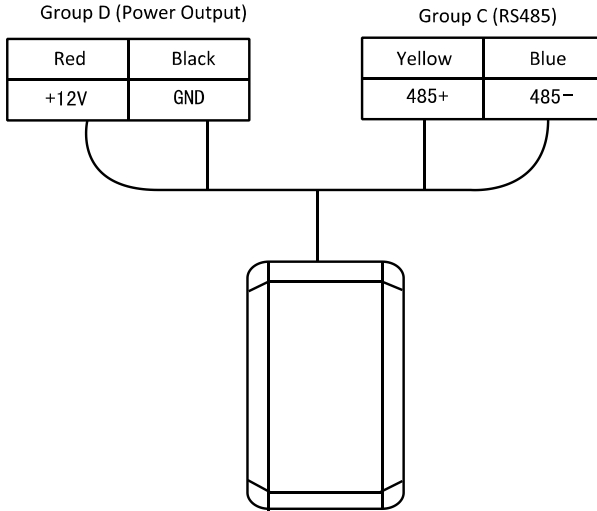 Group D (Power Output)
Group C (RS485)
Red Black
Yellow Blue
+12V GND
485+ 485−